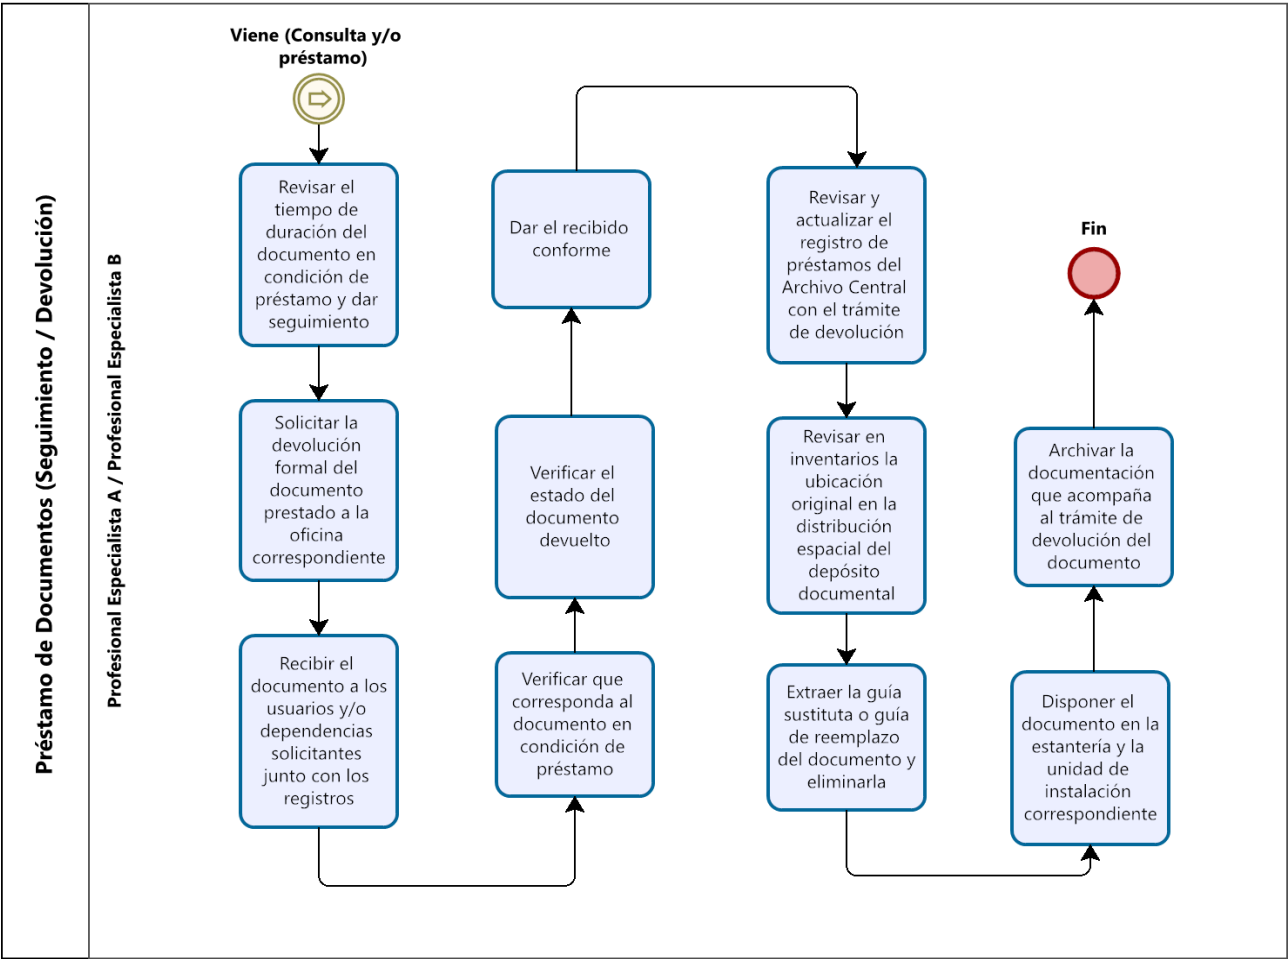 Préstamo de Documentos (Seguimiento / Devolución)
Profesional Especialista A / Profesional Especialista B
Viene (Consulta y/o
préstamo)
Revisar el
tiempo de
duración del
documento en
condición de
préstamo y dar
seguimiento
Solicitar la
devolución
formal del
documento
prestado a la
oficina
correspondiente
Recibir el
documento a los
usuarios y/o
dependencias
solicitantes
junto con los
registros
Verificar que
corresponda al
documento en
condición de
préstamo
Verificar el
estado del
documento
devuelto
Dar el recibido
conforme
Revisar y
actualizar el
registro de
préstamos del
Archivo Central
con el trámite
de devolución
Revisar en
inventarios la
ubicación
original en la
distribución
espacial del
depósito
documental
Extraer la guía
sustituta o guía
de reemplazo
del documento y
eliminarla
Disponer el
documento en la
estantería y la
unidad de
instalación
correspondiente
Archivar la
documentación
que acompaña
al trámite de
devolución del
documento
Fin